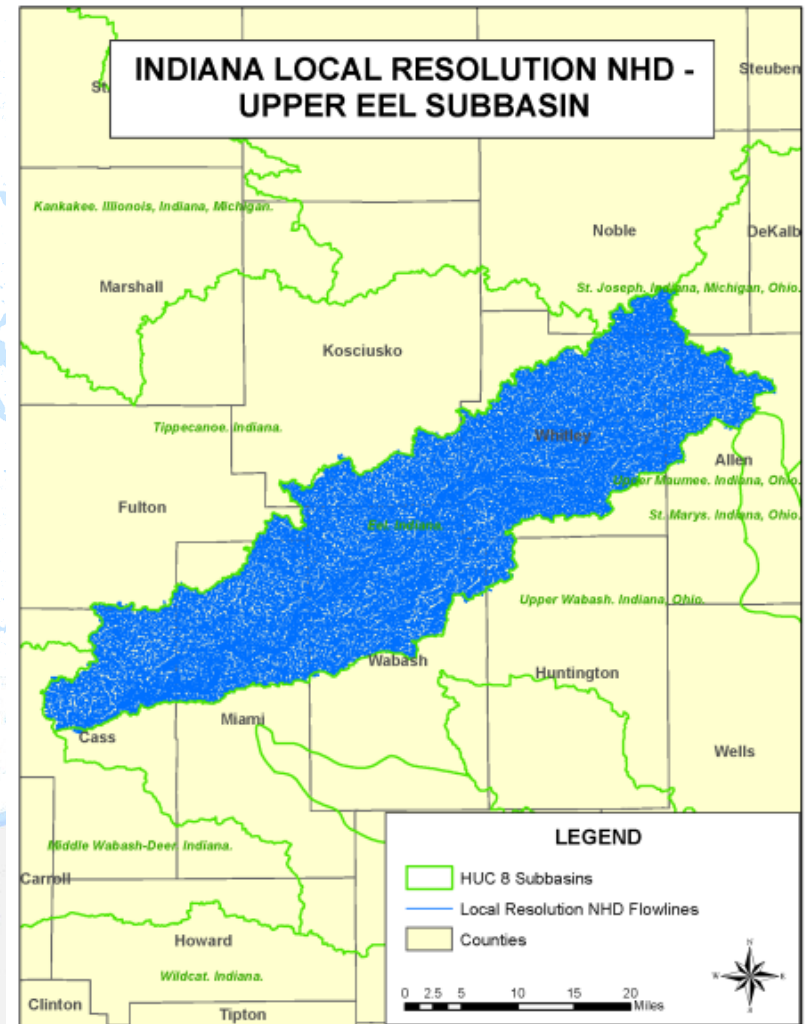 INDIANA LOCAL RESOLUTION NHD -
UPPER EEL SUBBASIN
Steuben
St.
Kankakee. Illionois, Indiana, Michigan.
Noble
DeKalb
Marshall
St. Joseph. Indiana, Michigan, Ohio.
Kosciusko
Tippecanoe. Indiana.
Whitley
Allen
Upper Maumee. Indiana, Ohio.
Fulton
St. Marys. Indiana, Ohio.
Eel. Indiana.
Upper Wabash. Indiana, Ohio.
Wabash
Huntington
Miami
Cass
Wells
LEGEND
HUC 8 Subbasins
Local Resolution NHD Flowlines
Counties
Middle Wabash-Deer. Indiana.
Carroll
Howard
N
W E
S
Wildcat. Indiana.
0 2.5 5 10 15 20
Miles
Clinton
Tipton